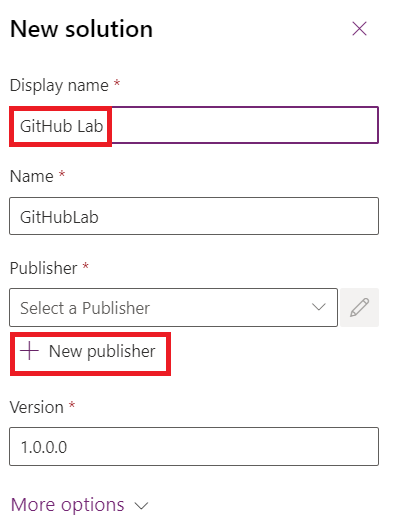 New solution
Display name *
GitHub Lab
Name *
GitHubLab
Publisher *
Select a Publisher
New publisher
Version *
1.0.0.0
More options